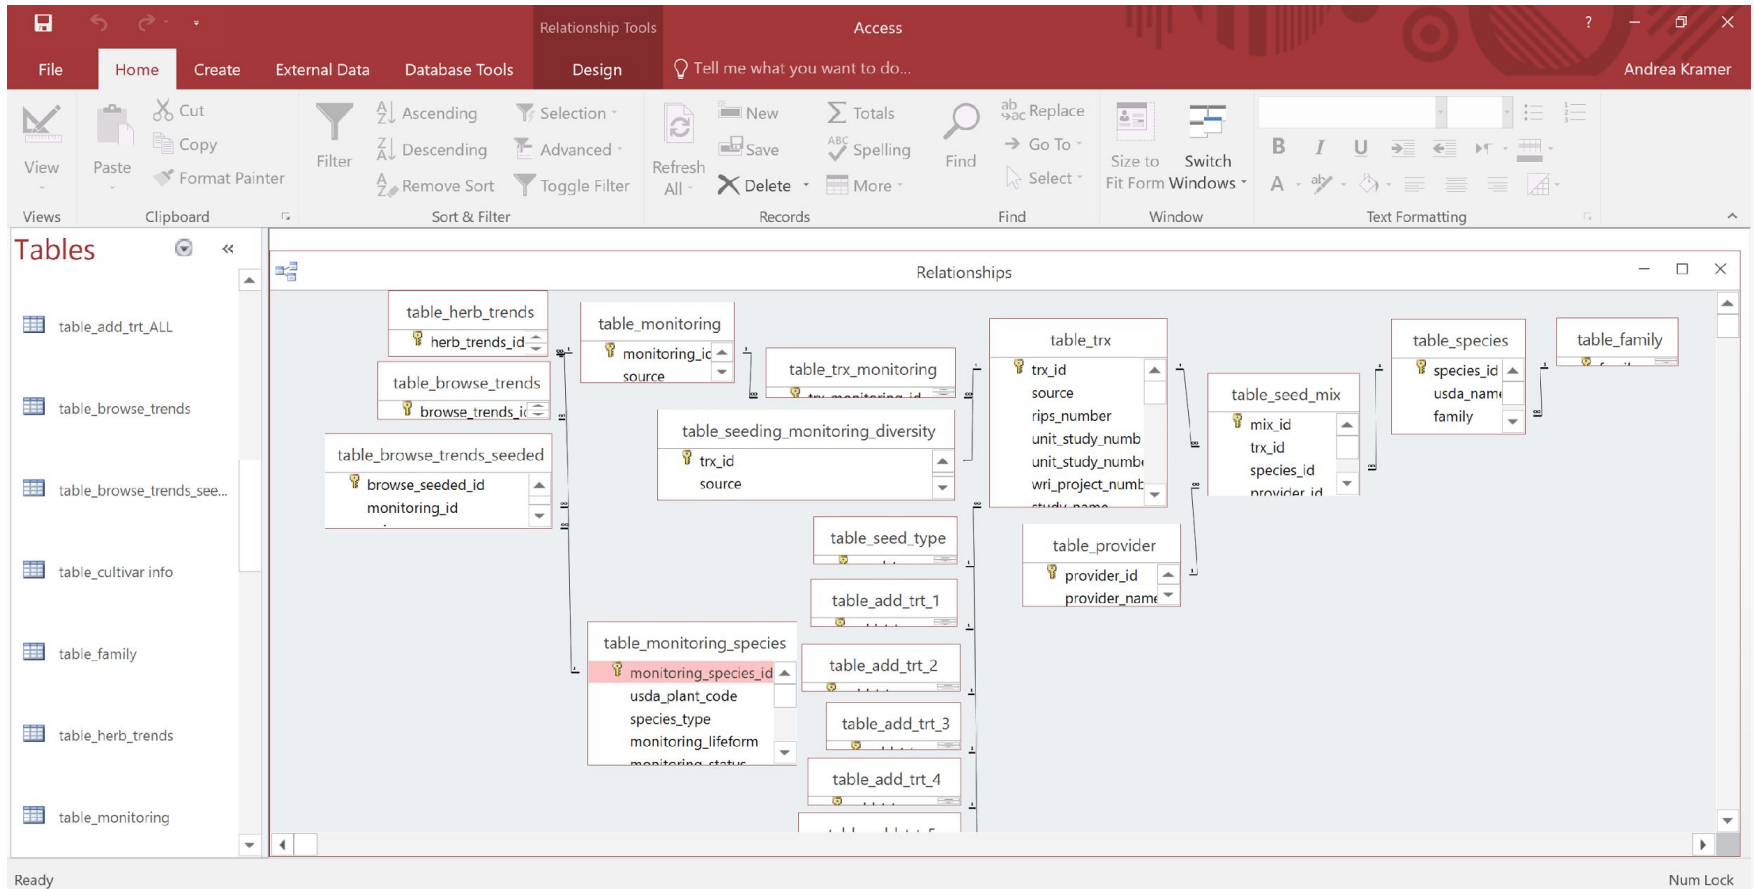 Relationship Tools
Access
?
File
Home
Create
External Data
Database Tools
Design
Tell me what you want to do...
Andrea Kramer
View
Paste
Cut
Copy
Format Painter
Filter
Ascending
Descending
Remove Sort
Selection
Advanced
Toggle Filter
Refresh
All
New
Save
Delete
Totals
Spelling
More
Find
Replace
Go To
Select
Size to
Fit Form
Switch
Windows
B I U
A
Views
Clipboard
Sort & Filter
Records
Find
Window
Text Formatting
Tables
«
table_add_trt_ALL
table_browse_trends
table_browse_trends_see...
table_cultivar info
table_family
table_herb_trends
table_monitoring
Relationships
table_herb_trends
herb_trends_id
table_browse_trends
browse_trends_ic
table_browse_trends_seeded
browse_seeded_id
monitoring_id
table_monitoring
monitoring_ic
source
table_trx_monitoring
trx_monitoring_id
table_seeding_monitoring_diversity
trx_id
source
table_trx
trx_id
source
rips_number
unit_study_numb
unit_study_numbe
wri_project_numb
study_name
table_seed_mix
mix_id
trx_id
species_id
provider_id
table_species
species_id
usda_name
family
table_family
table_provider
provider_id
provider_name
table_seed_type
table_add_trt_1
table_add_trt_2
table_add_trt_3
table_add_trt_4
table_monitoring_species
monitoring_species_id
usda_plant_code
species_type
monitoring_lifeform
monitoring_status
Ready
Num Lock